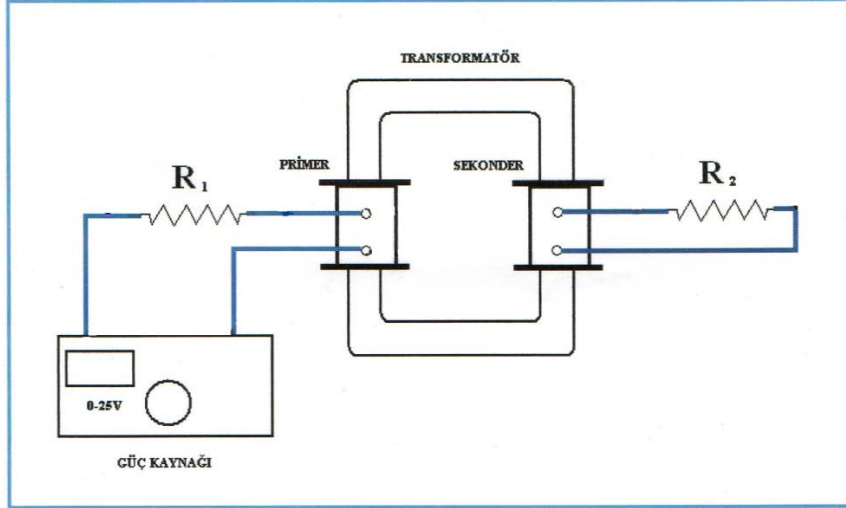 TRANSFORMATÖR
PRİMER
SEKONDER
R1
R2
0-25V
GÜÇ KAYNAĞI